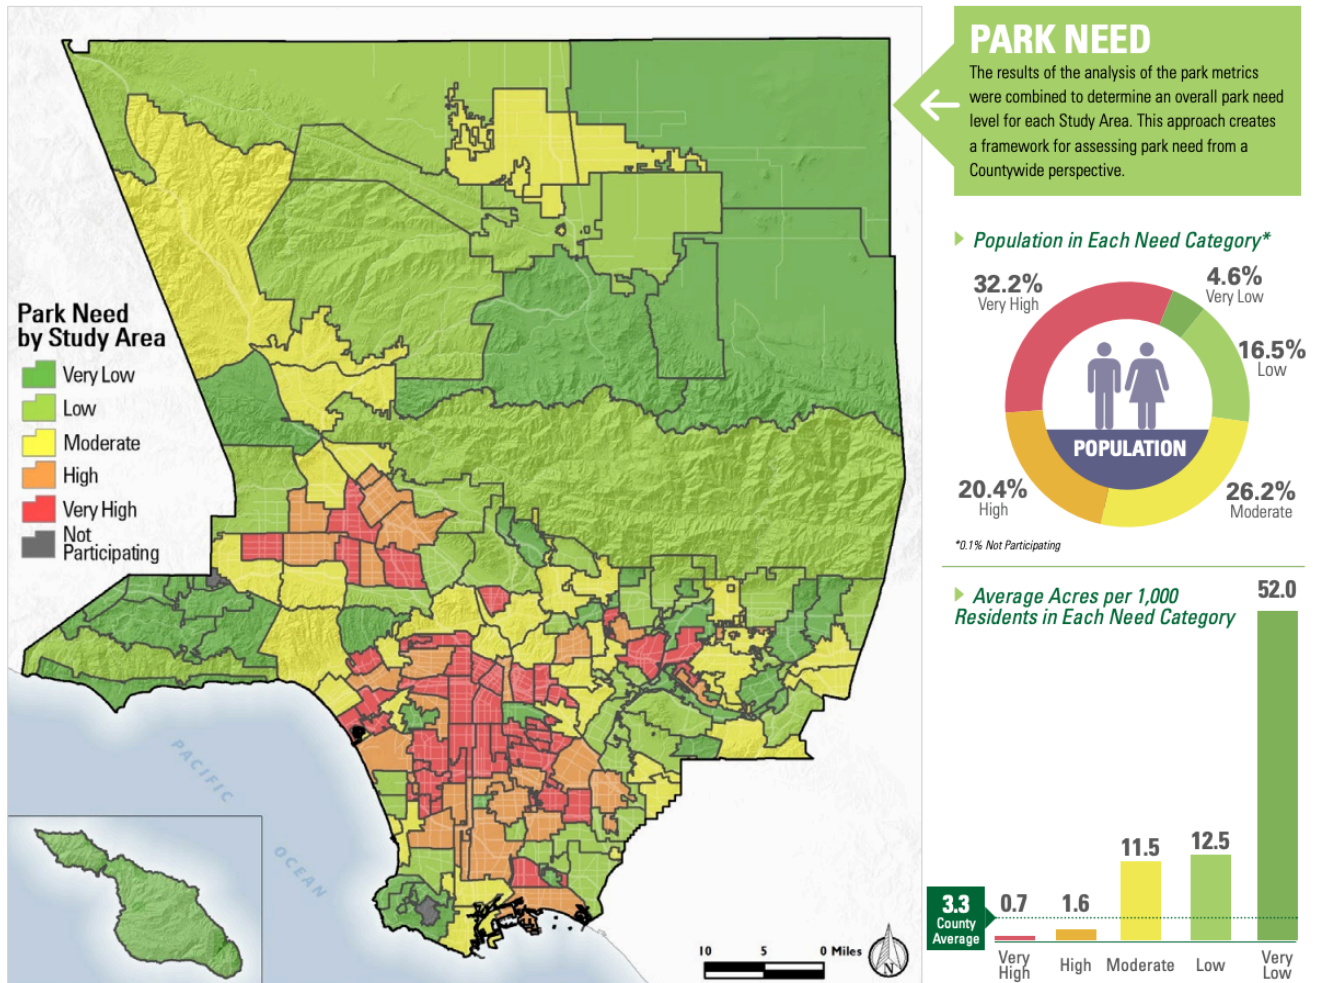 PARK NEED
The results of the analysis of the park metrics
were combined to determine an overall park need
level for each Study Area. This approach creates
a framework for assessing park need from a
Countywide perspective.
Park Need
by Study Area
Very Low
Low
Moderate
High
Very High
Not
Participating
PACIFIC
OCEAN
10 5 0 Miles
N
Population in Each Need Category*
32.2%
Very High
4.6%
Very Low
16.5%
Low
POPULATION
20.4%
High
26.2%
Moderate
*0.1% Not Participating
Average Acres per 1,000
Residents in Each Need Category
52.0
12.5
11.5
3.3
County
Average
0.7
1.6
Very
High
High
Moderate
Low
Very
Low